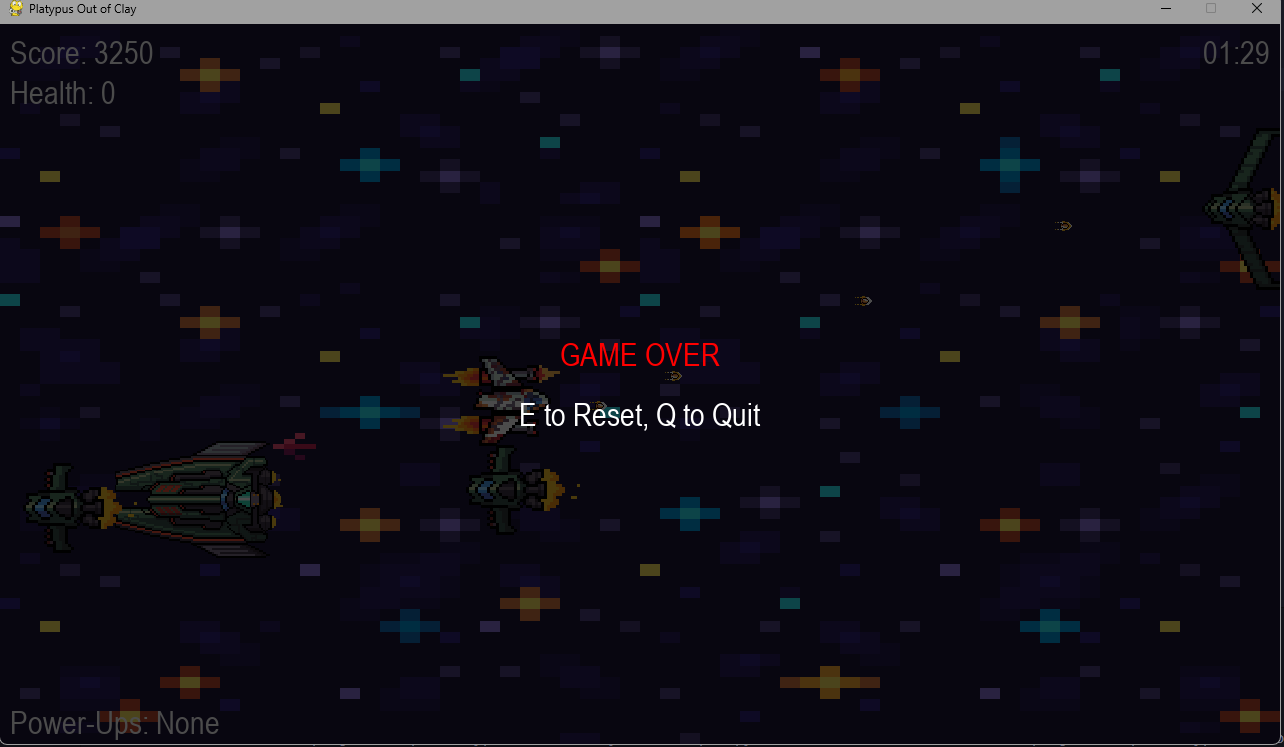 Platypus Out of Clay
Score: 3250
01:29
Health: 0
GAME OVER
E to Reset, Q to Quit
Power-Ups: None